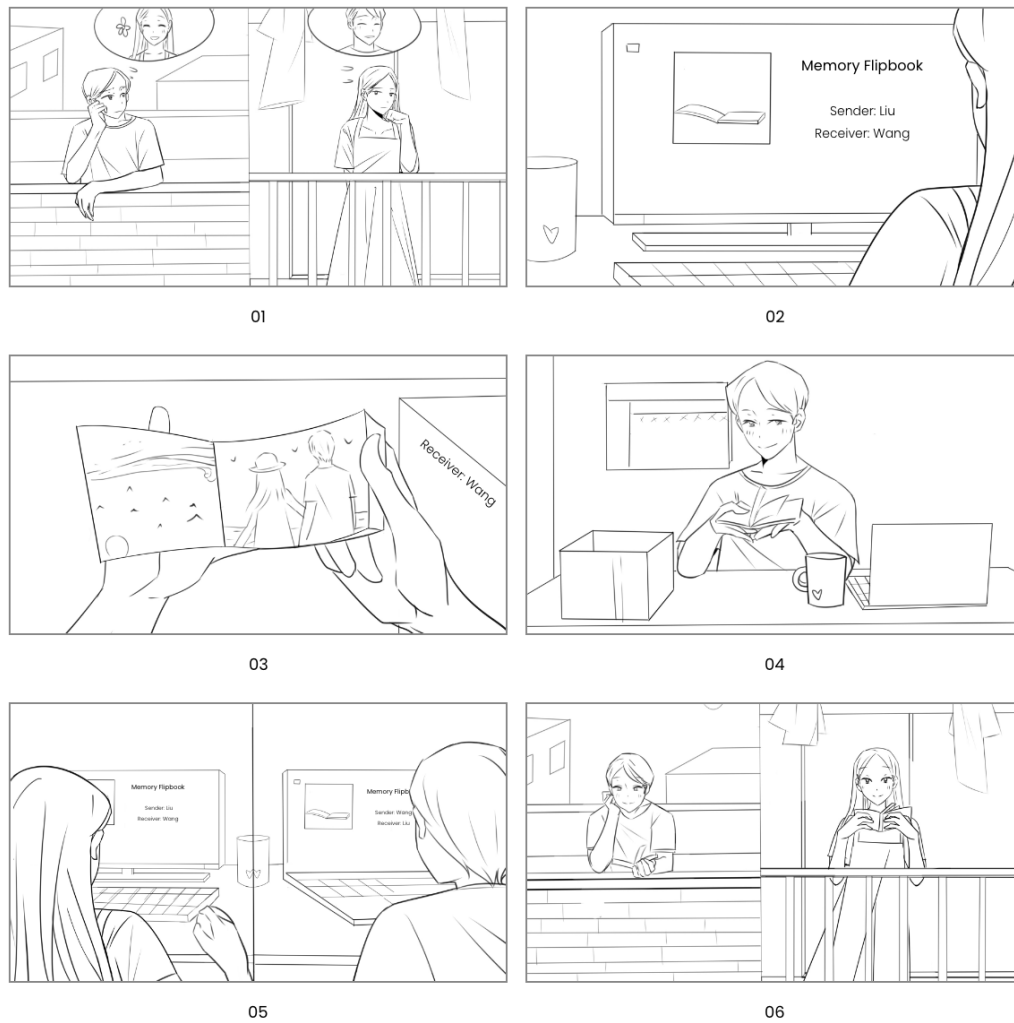 01
Memory Flipbook
Sender: Liu
Receiver: Wang
02
Receiver: Wang
03
04
Memory Flipbook
Sender: Liu
Receiver: Wang
Memory Flipb
Sender: Wang
Receiver: Liu
05
06